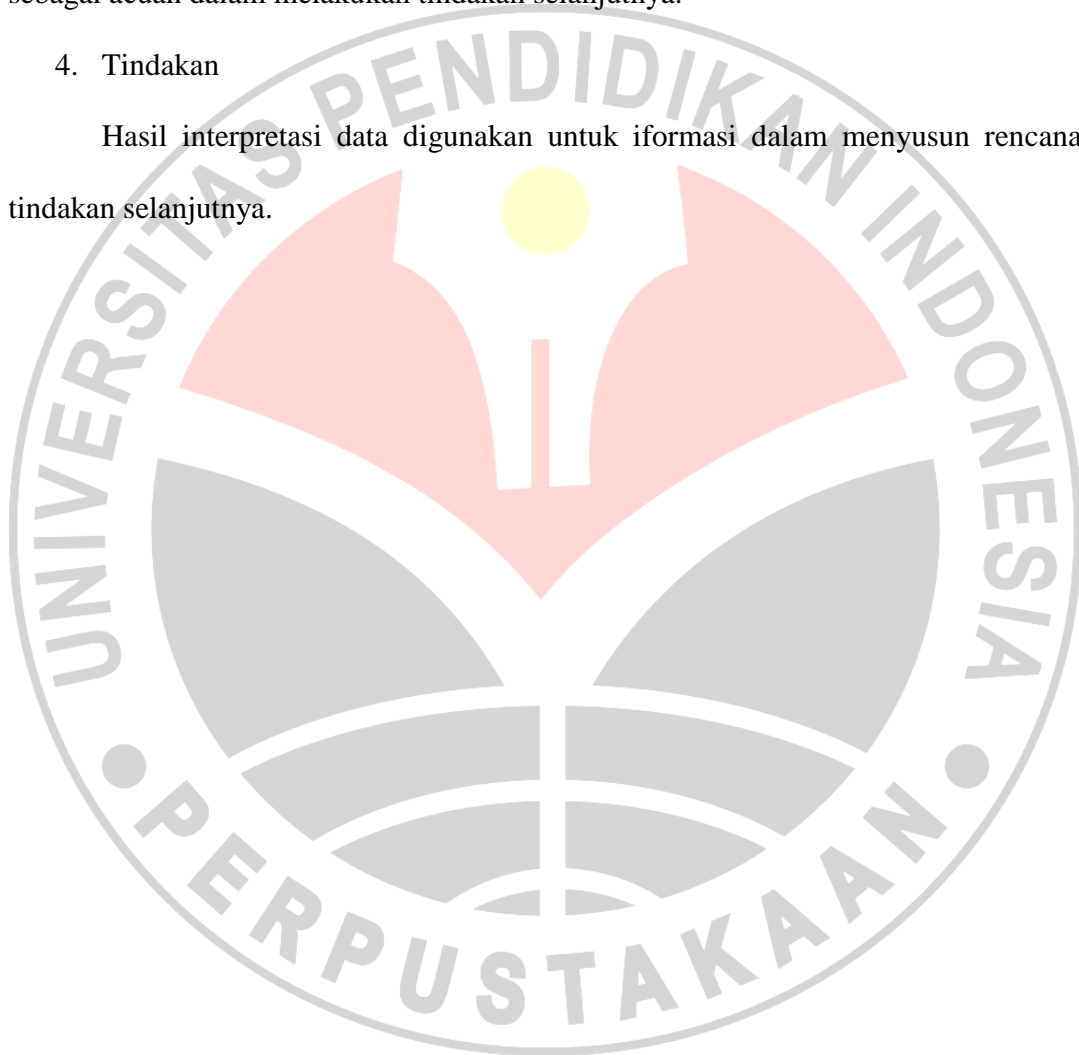 sebagai acuan dalam melakukan tindakan selanjutnya.
4. Tindakan
Hasil interpretasi data digunakan untuk iformasi dalam menyusun rencana
tindakan selanjutnya.
UNIVERSITAS PENDIDIKAN INDONESIA
PERPUSTAKAAN